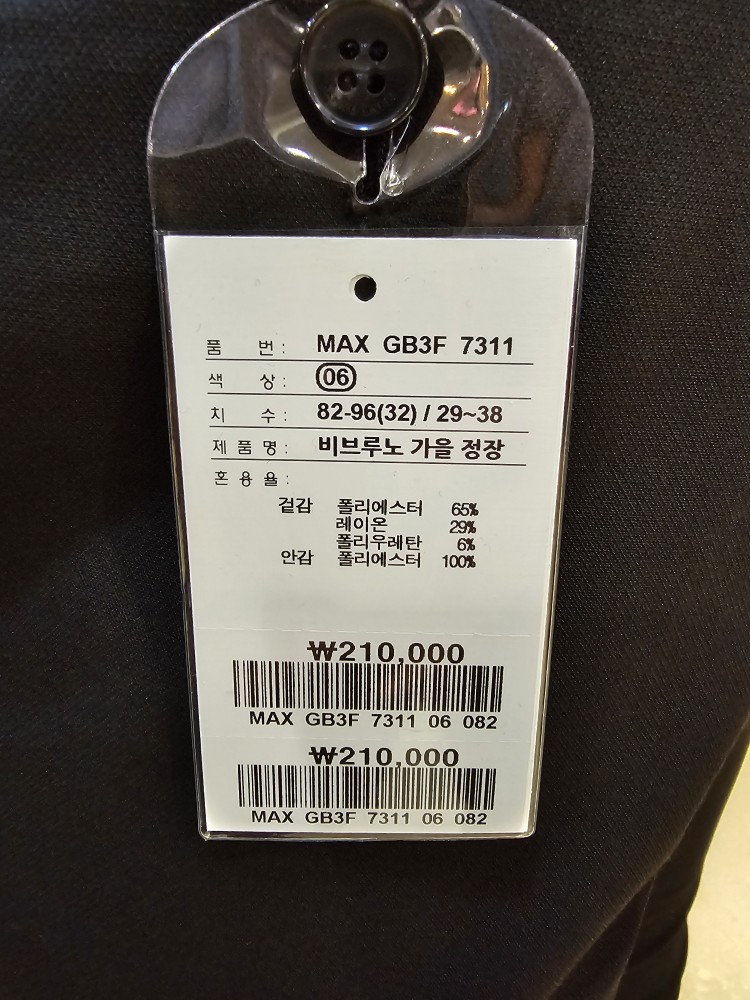 품 번 : MAX GB3F 7311
색 상 : 06
치 수 : 82-96(32) / 29~38
제 품 명 : 비브루노 가을 정장
혼 용 율 :
겉감 폴리에스터 65%
레이온 29%
폴리우레탄 6%
안감 폴리에스터 100%
₩210,000
MAX GB3F 7311 06 082
₩210,000
MAX GB3F 7311 06 082